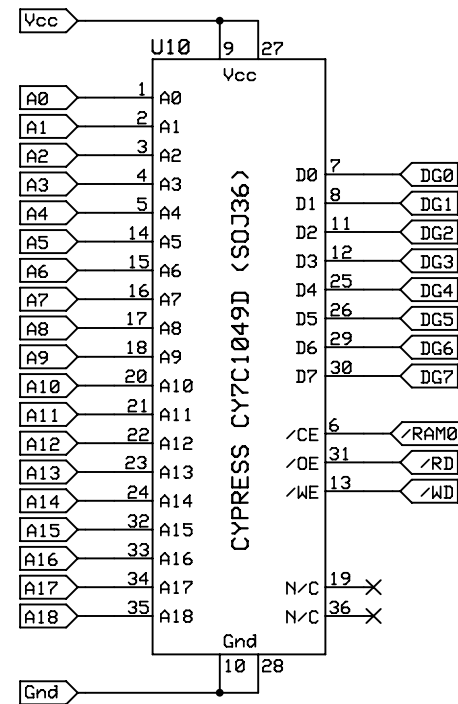 Vcc
U10 9 27
Vcc
A0 1 A0
A1 2 A1
A2 3 A2
A3 4 A3
A4 5 A4
A5 14 A5
A6 15 A6
A7 16 A7
A8 17 A8
A9 18 A9
A10 20 A10
A11 21 A11
A12 22 A12
A13 23 A13
A14 24 A14
A15 32 A15
A16 33 A16
A17 34 A17
A18 35 A18
CYPRESS CY7C1049D (SOJ36)
D0 7 DG0
D1 8 DG1
D2 11 DG2
D3 12 DG3
D4 25 DG4
D5 26 DG5
D6 29 DG6
D7 30 DG7
/CE 6 /RAM0
/OE 31 /RD
/WE 13 /WD
N/C 19
N/C 36
Gnd
10 28
Gnd